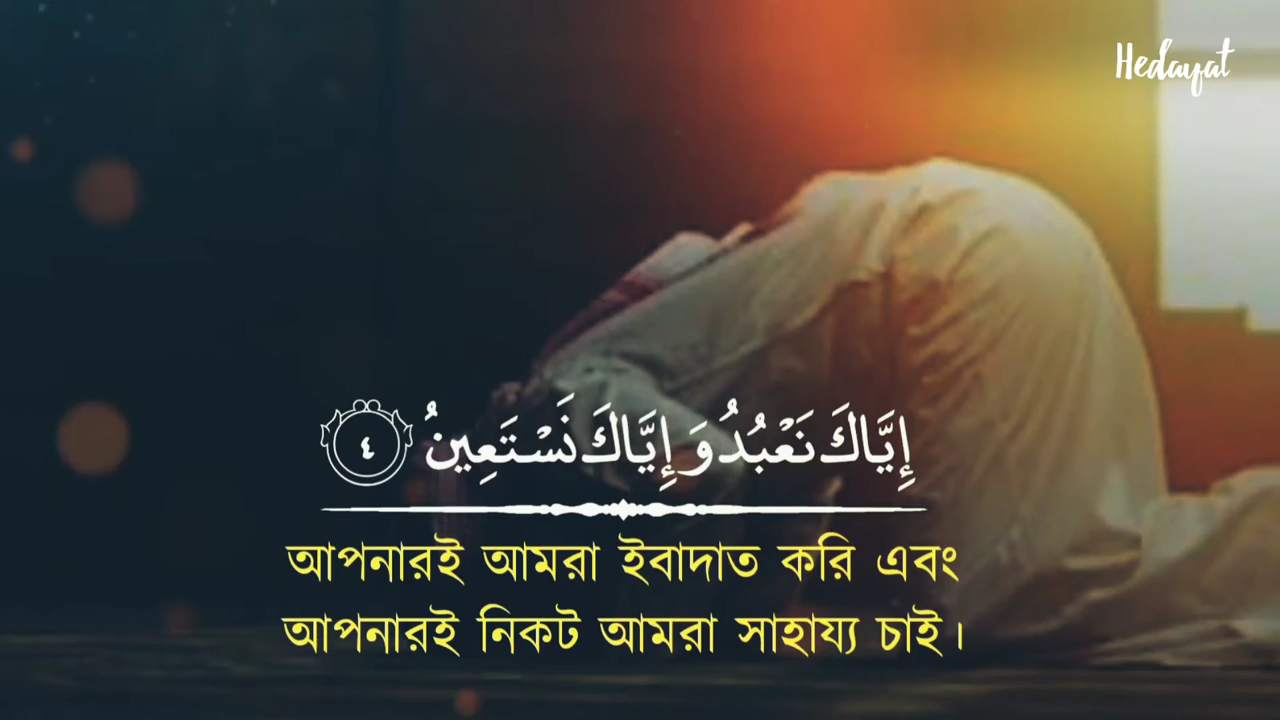 Hedayat
إِيَّاكَ نَعْبُدُ وَإِيَّاكَ نَسْتَعِينُ ٤
আপনারই আমরা ইবাদাত করি এবং
আপনারই নিকট আমরা সাহায্য চাই।